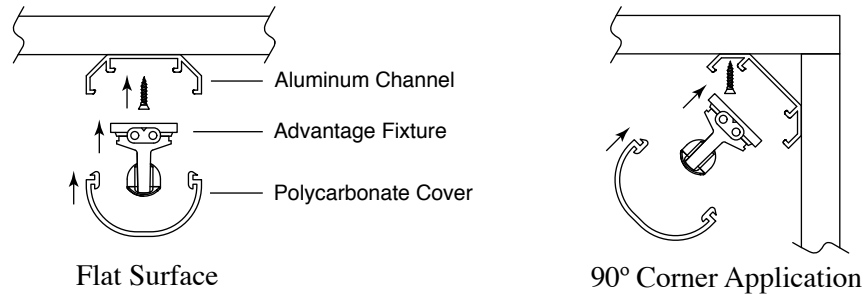 Aluminum Channel
Advantage Fixture
Polycarbonate Cover
Flat Surface
90º Corner Application